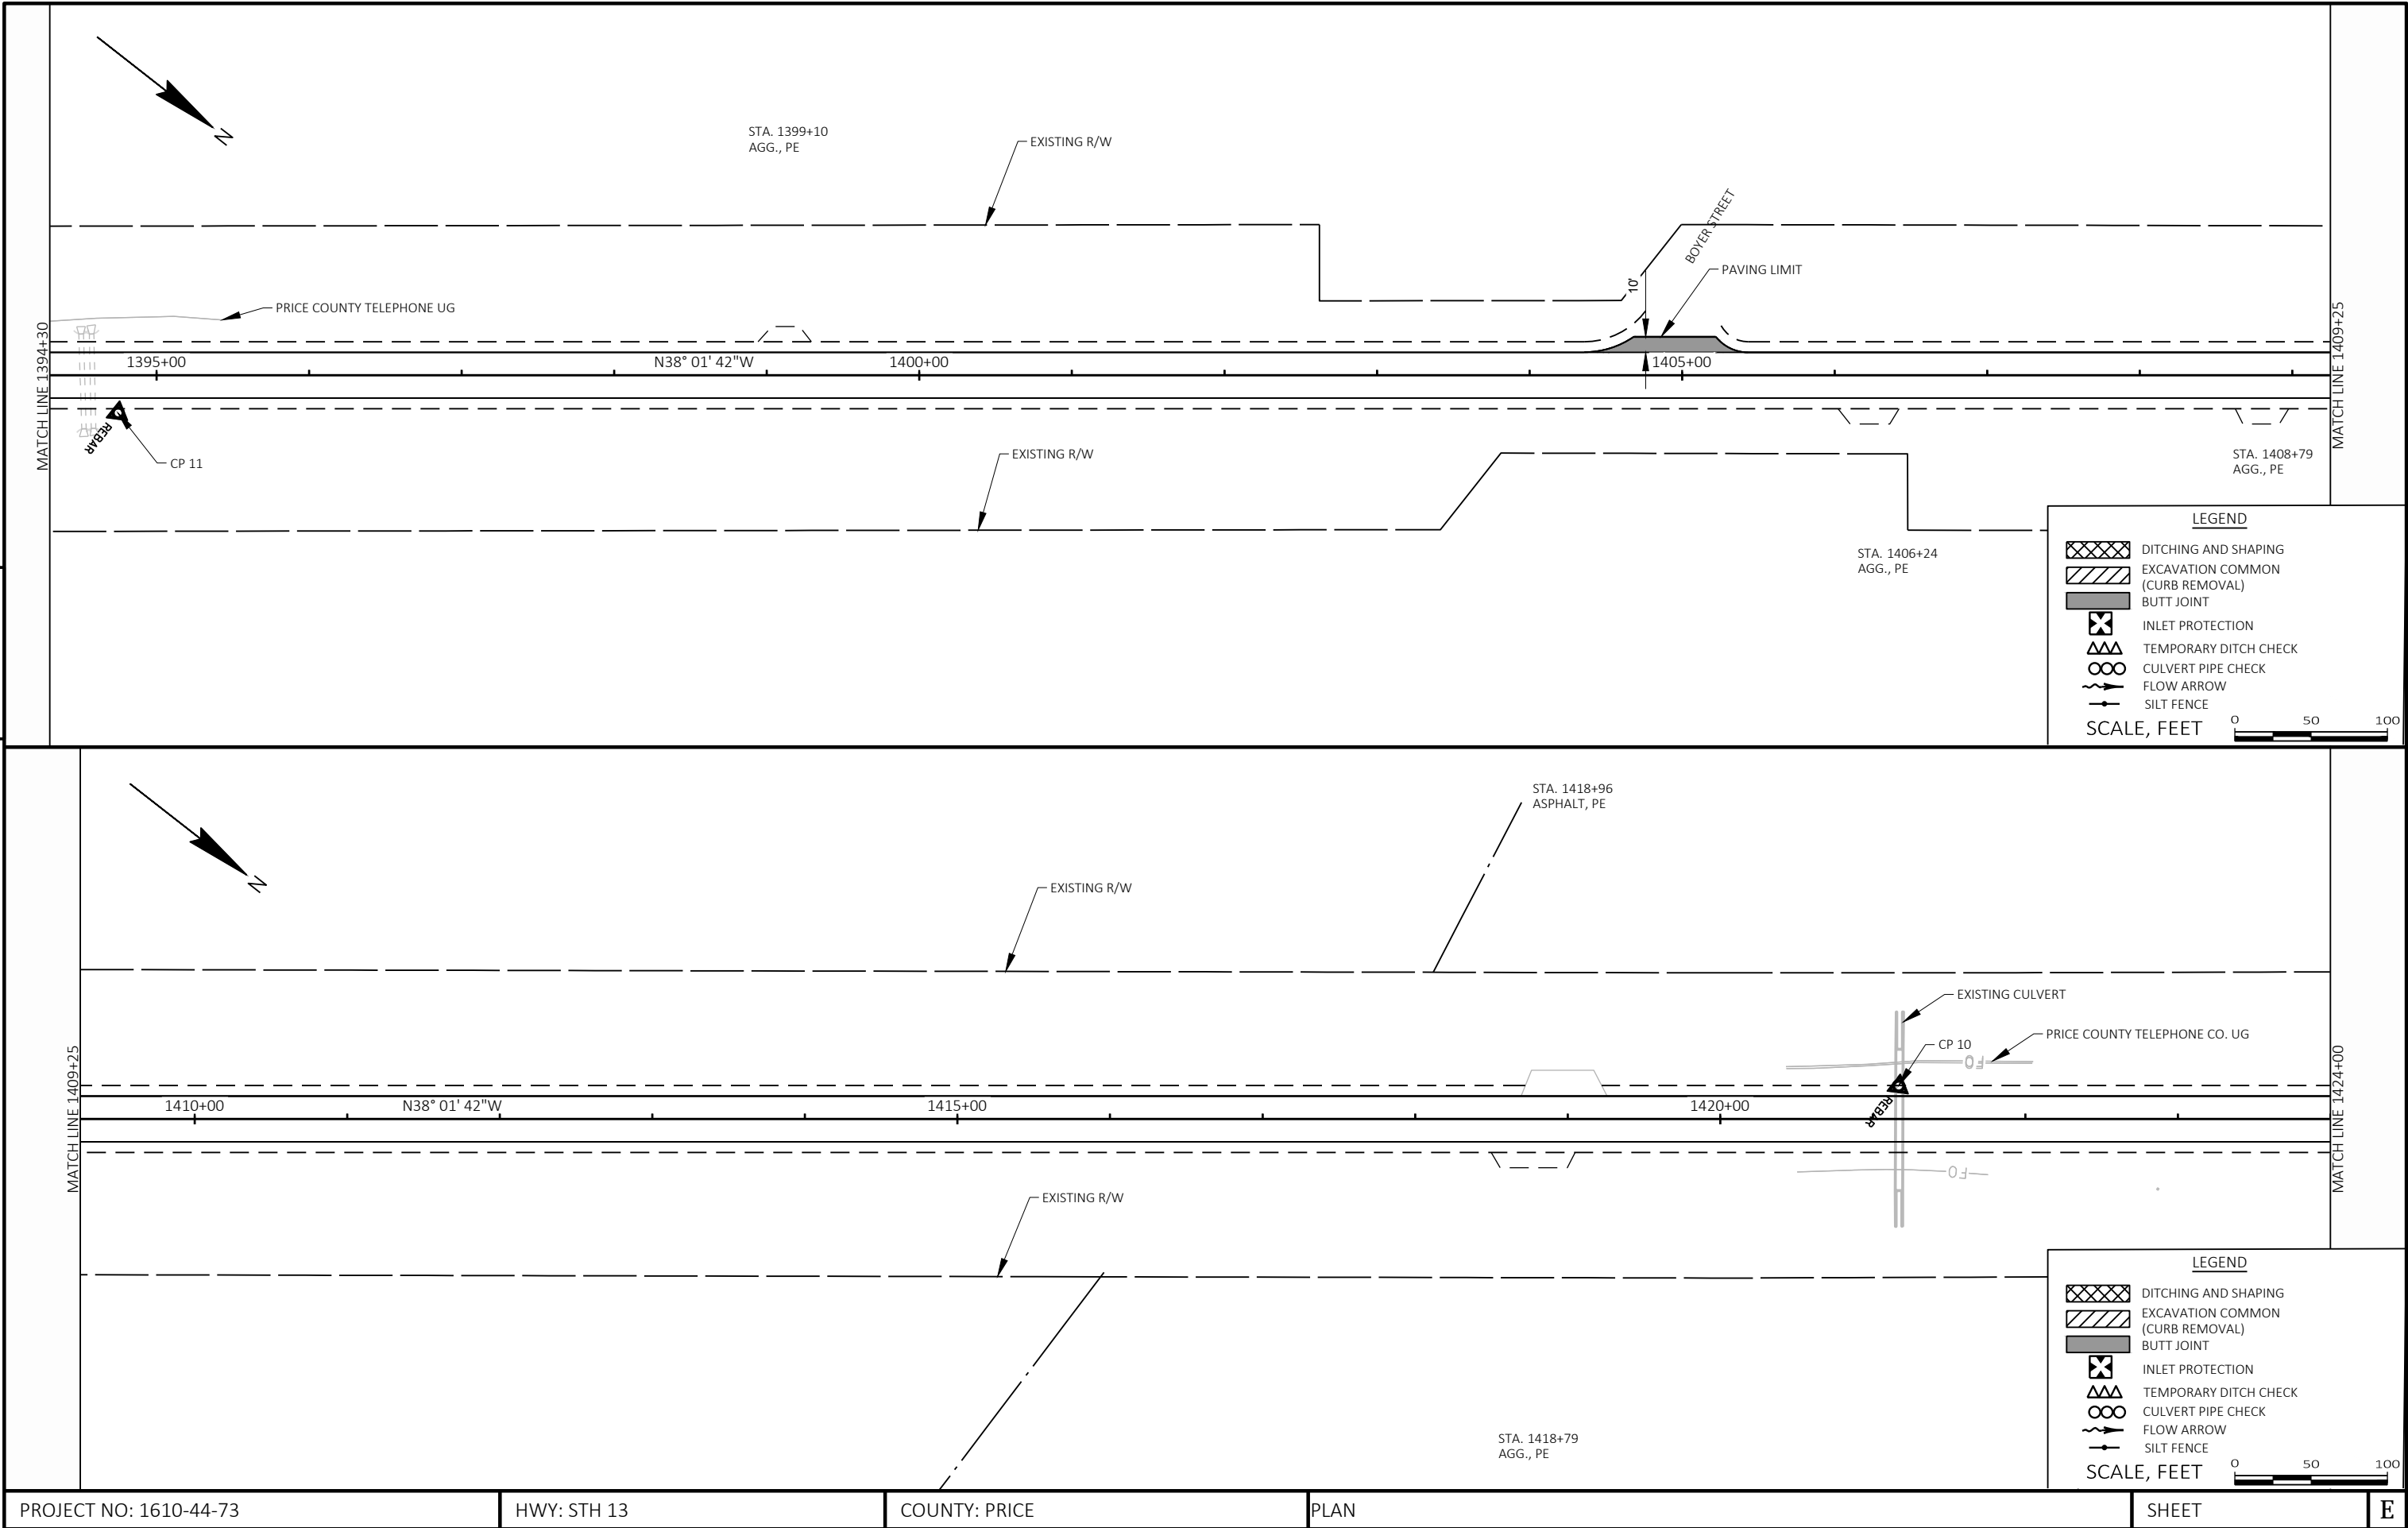 N
STA. 1399+10
AGG., PE
EXISTING R/W
BOYER STREET
10'
PAVING LIMIT
PRICE COUNTY TELEPHONE UG
MATCH LINE 1394+30
1395+00
N38° 01' 42"W
1400+00
1405+00
MATCH LINE 1409+25
REBAR
CP 11
EXISTING R/W
STA. 1408+79
AGG., PE
STA. 1406+24
AGG., PE
LEGEND
DITCHING AND SHAPING
EXCAVATION COMMON
(CURB REMOVAL)
BUTT JOINT
INLET PROTECTION
TEMPORARY DITCH CHECK
CULVERT PIPE CHECK
FLOW ARROW
SILT FENCE
SCALE, FEET 0 50 100
N
STA. 1418+96
ASPHALT, PE
EXISTING R/W
EXISTING CULVERT
PRICE COUNTY TELEPHONE CO. UG
CP 10
FO
MATCH LINE 1409+25
1410+00
N38° 01' 42"W
1415+00
1420+00
REBAR
MATCH LINE 1424+00
FO
EXISTING R/W
STA. 1418+79
AGG., PE
LEGEND
DITCHING AND SHAPING
EXCAVATION COMMON
(CURB REMOVAL)
BUTT JOINT
INLET PROTECTION
TEMPORARY DITCH CHECK
CULVERT PIPE CHECK
FLOW ARROW
SILT FENCE
SCALE, FEET 0 50 100
PROJECT NO: 1610-44-73
HWY: STH 13
COUNTY: PRICE
PLAN
SHEET
E